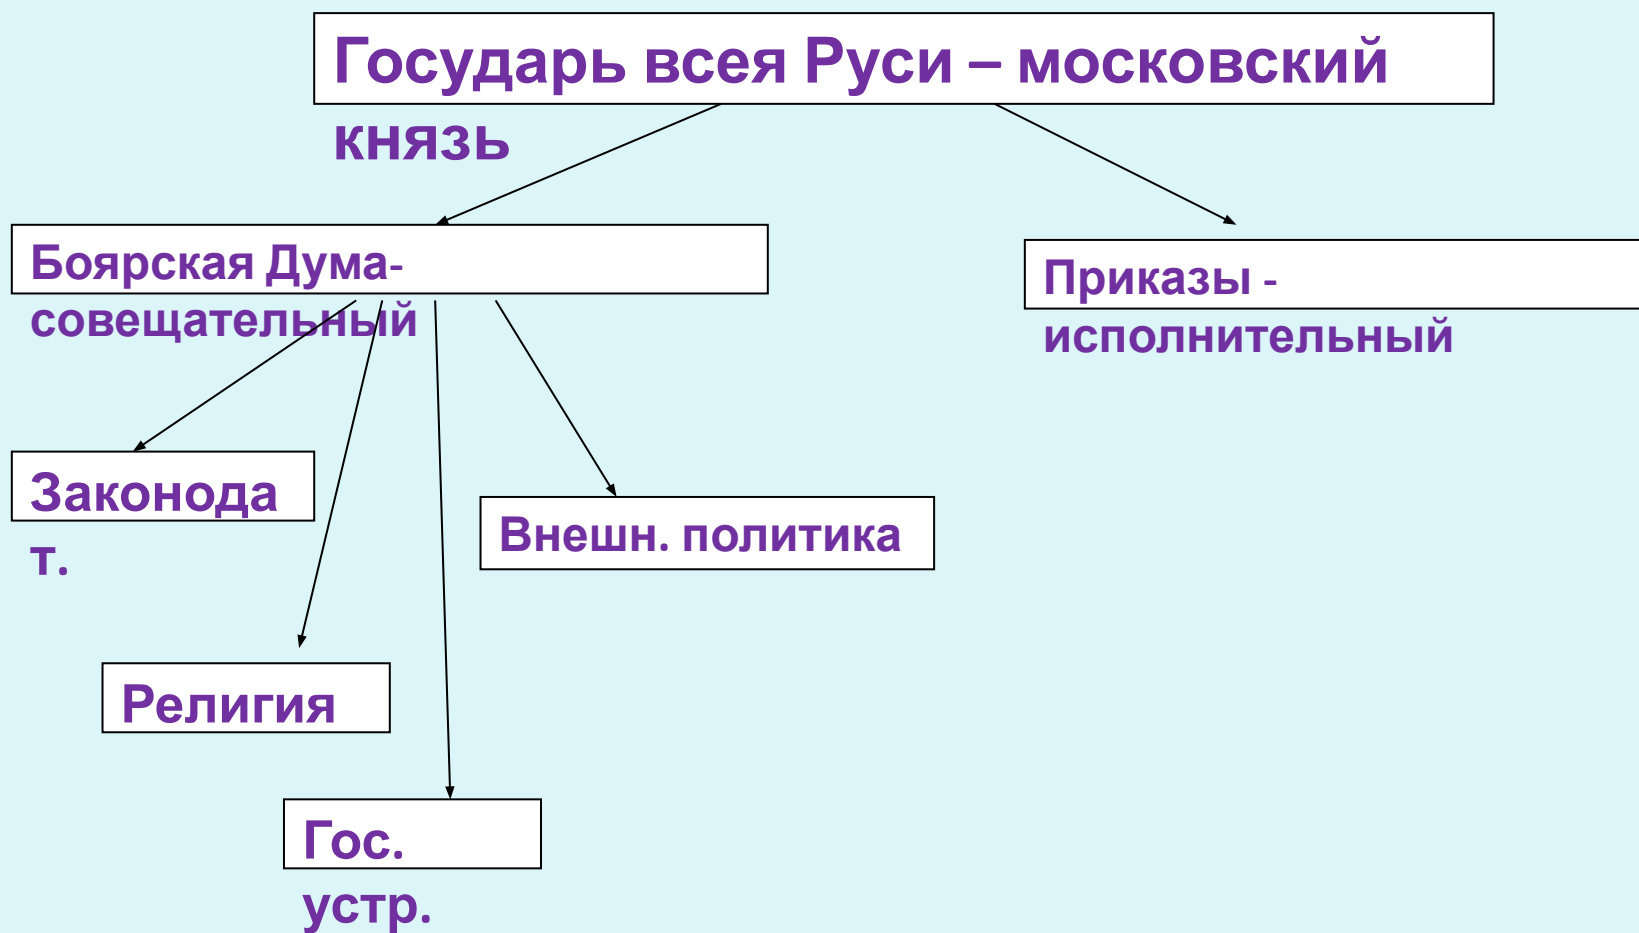 Государь всея Руси – московский
князь
Боярская Дума-
совещательный
Приказы -
исполнительный
Законода
т.
Внешн. политика
Религия
Гос.
устр.